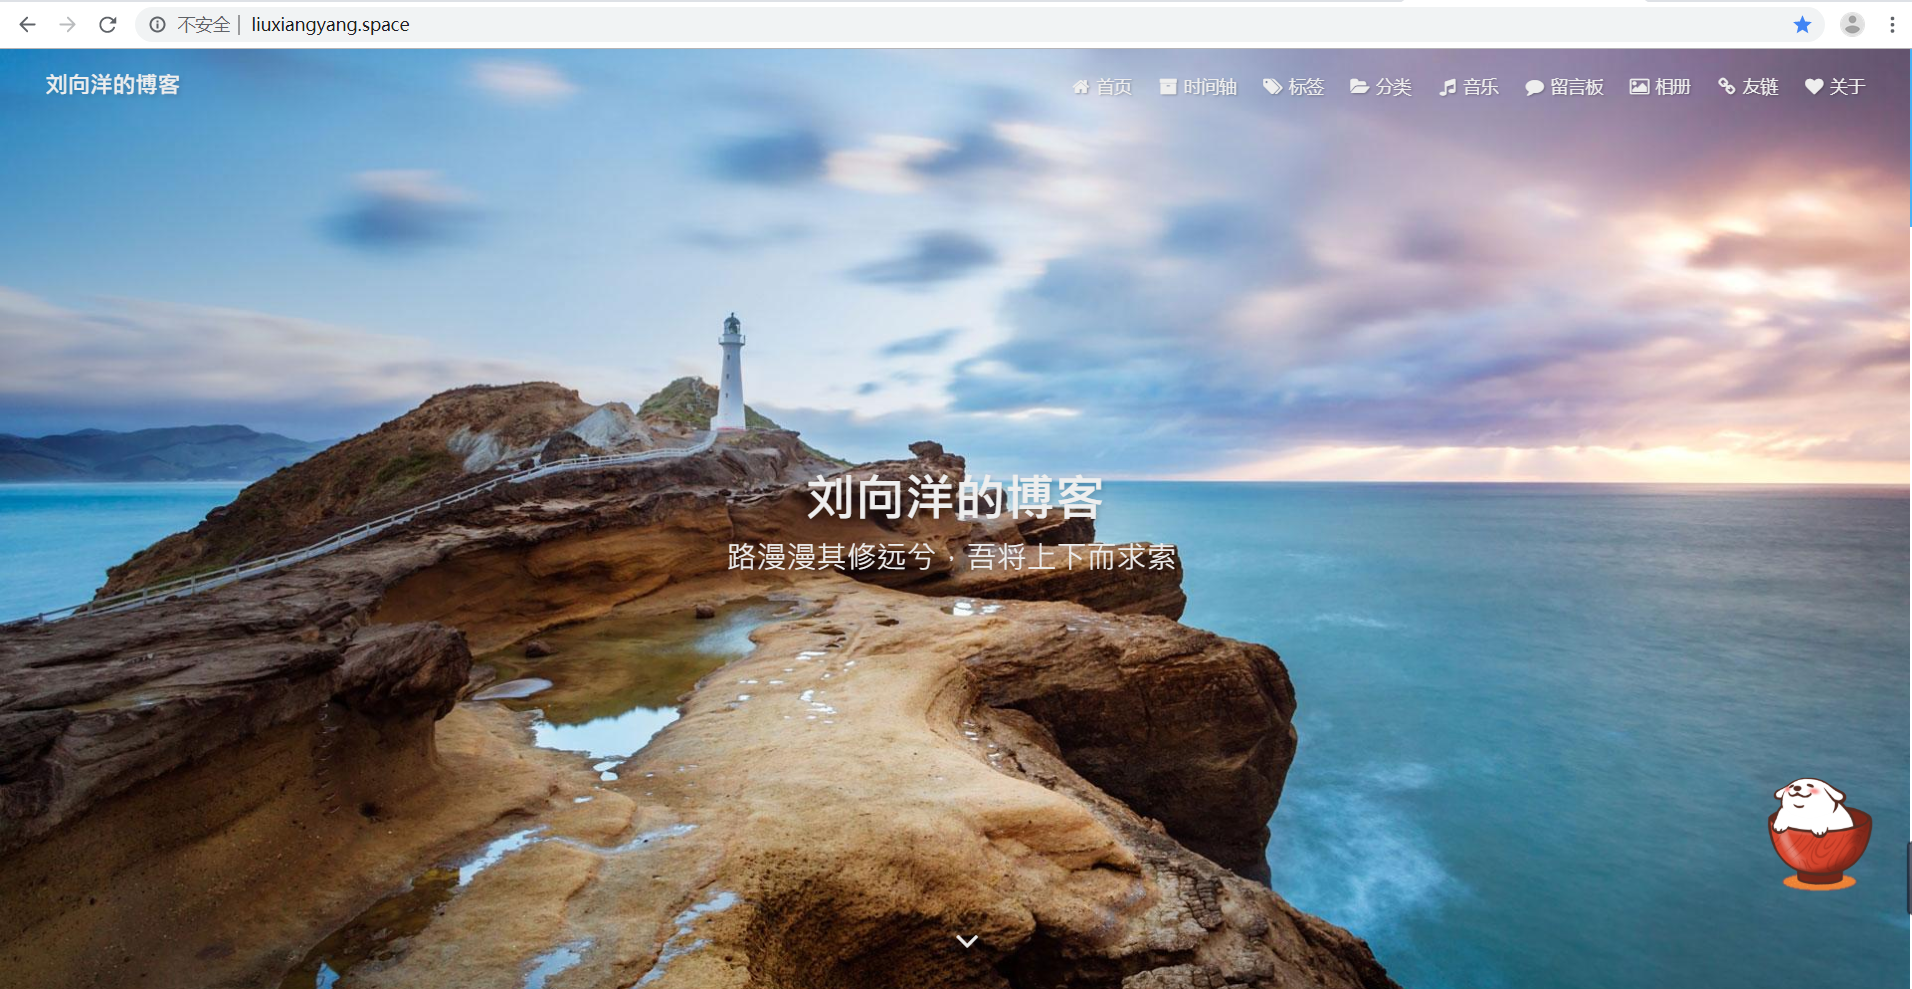 不安全 | liuxiangyang.space
刘向洋的博客
首页 时间轴 标签 分类 音乐 留言板 相册 友链 关于
刘向洋的博客
路漫漫其修远兮，吾将上下而求索